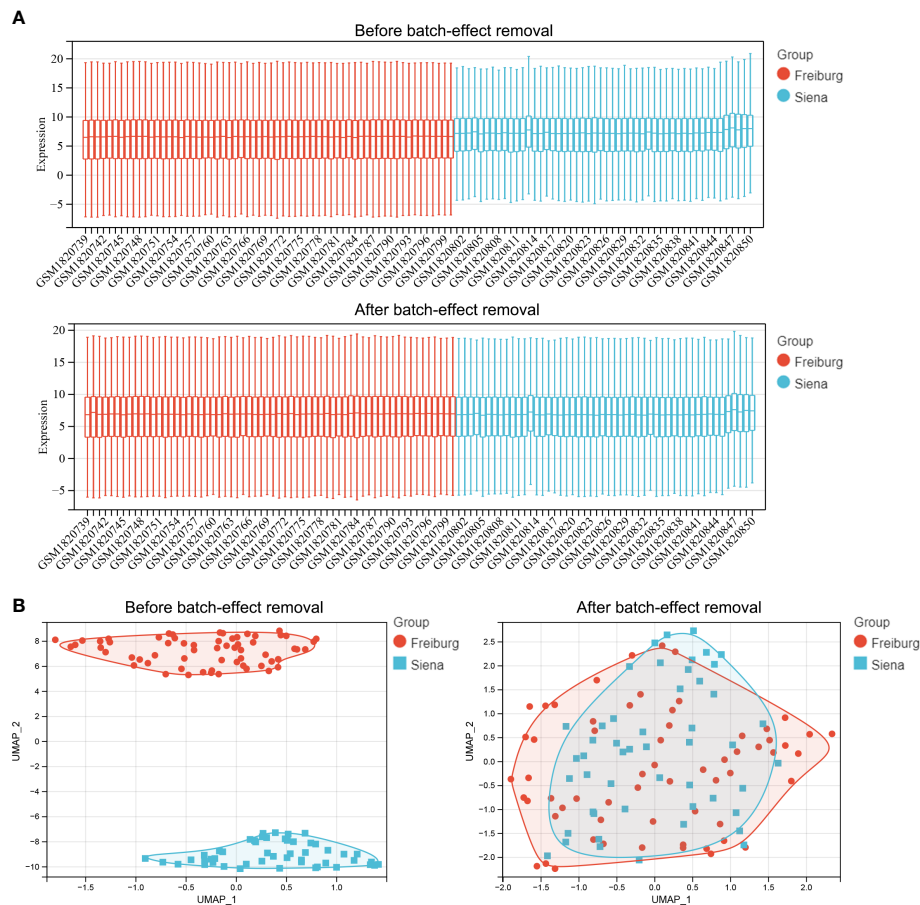 A
Before batch-effect removal
20
15
10
5
0
−5
Expression
Group
Freiburg
Siena
GSM1820739
GSM1820742
GSM1820745
GSM1820748
GSM1820751
GSM1820754
GSM1820757
GSM1820760
GSM1820763
GSM1820766
GSM1820769
GSM1820772
GSM1820775
GSM1820778
GSM1820781
GSM1820784
GSM1820787
GSM1820790
GSM1820793
GSM1820796
GSM1820799
GSM1820802
GSM1820805
GSM1820808
GSM1820811
GSM1820814
GSM1820817
GSM1820820
GSM1820823
GSM1820826
GSM1820829
GSM1820832
GSM1820835
GSM1820838
GSM1820841
GSM1820844
GSM1820847
GSM1820850
After batch-effect removal
20
15
10
5
0
−5
Expression
Group
Freiburg
Siena
GSM1820739
GSM1820742
GSM1820745
GSM1820748
GSM1820751
GSM1820754
GSM1820757
GSM1820760
GSM1820763
GSM1820766
GSM1820769
GSM1820772
GSM1820775
GSM1820778
GSM1820781
GSM1820784
GSM1820787
GSM1820790
GSM1820793
GSM1820796
GSM1820799
GSM1820802
GSM1820805
GSM1820808
GSM1820811
GSM1820814
GSM1820817
GSM1820820
GSM1820823
GSM1820826
GSM1820829
GSM1820832
GSM1820835
GSM1820838
GSM1820841
GSM1820844
GSM1820847
GSM1820850
B
Before batch-effect removal
Group
Freiburg
Siena
8
6
4
2
0
−2
−4
−6
−8
−10
UMAP_2
−1.5 −1.0 −0.5 0.0 0.5 1.0
UMAP_1
After batch-effect removal
Group
Freiburg
Siena
2.5
2.0
1.5
1.0
0.5
0.0
−0.5
−1.0
−1.5
−2.0
UMAP_2
−2.0 −1.5 −1.0 −0.5 0.0 0.5 1.0 1.5 2.0
UMAP_1